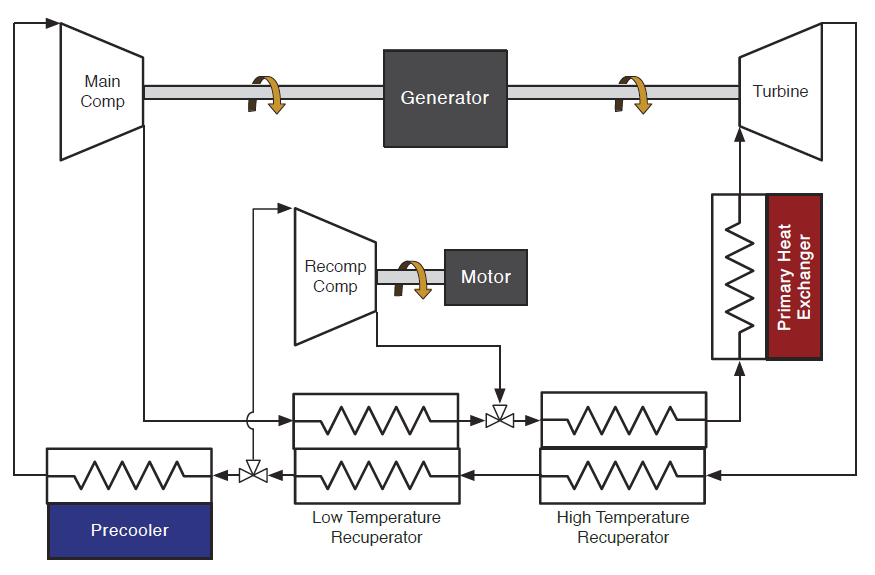 Main
Comp
Generator
Turbine
Recomp
Comp
Motor
Primary Heat
Exchanger
Precooler
Low Temperature
Recuperator
High Temperature
Recuperator